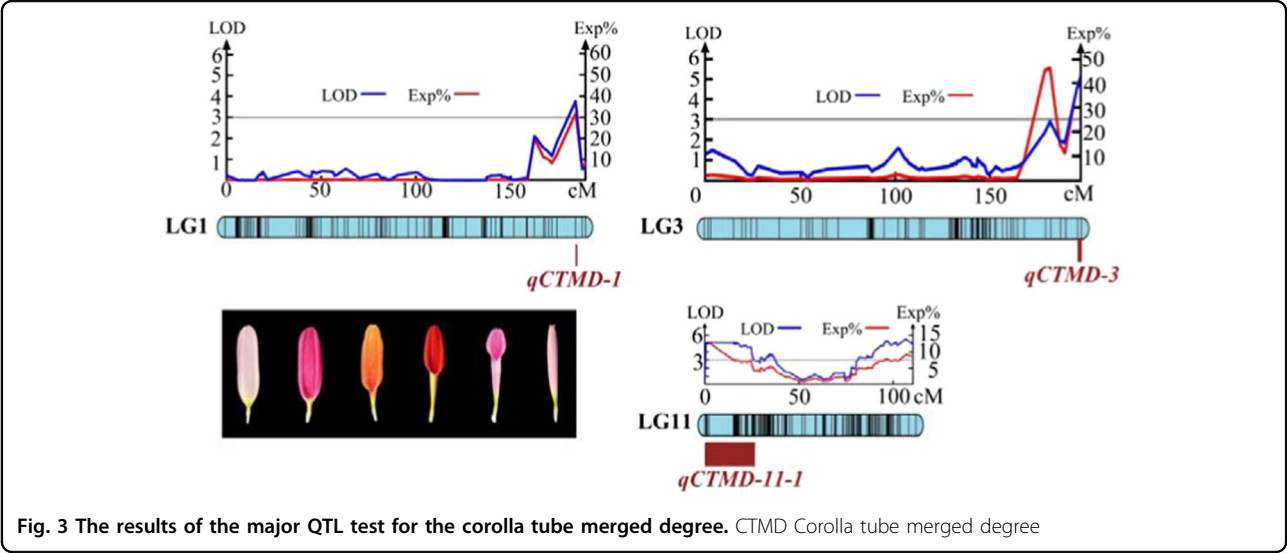 LOD Exp%
6 60
5 50
4 LOD Exp% 40
3 30
2 20
1 10
0 50 100 150 cM
LG1
qCTMD-1
LOD Exp%
6 50
5 40
4 LOD Exp% 30
3 20
2 10
1
0 50 100 150 cM
LG3
qCTMD-3
LOD LOD Exp% Exp%
6 15
3 10
5
0 50 100 cM
LG11
qCTMD-11-1
Fig. 3 The results of the major QTL test for the corolla tube merged degree. CTMD Corolla tube merged degree